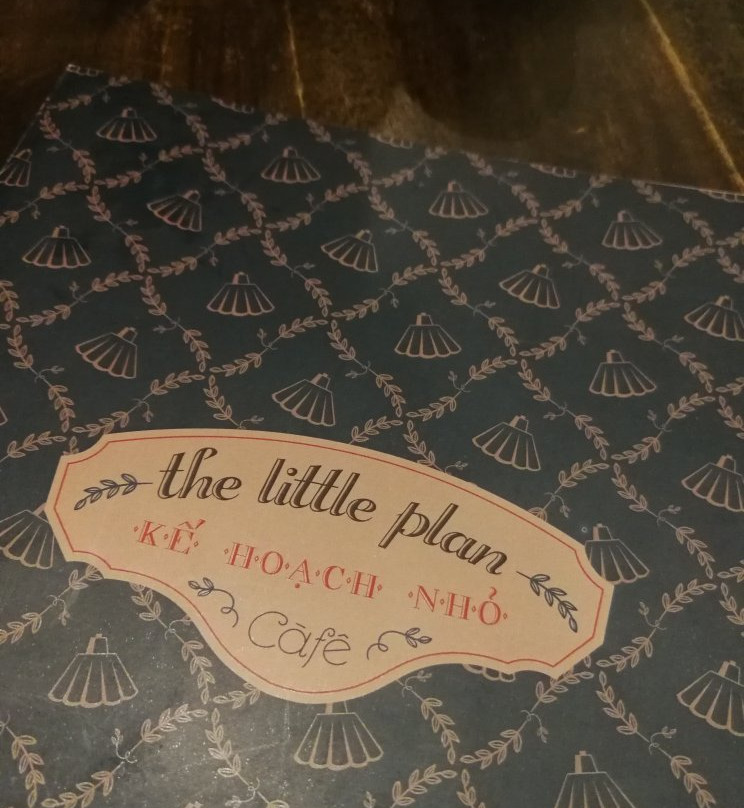 the little plan
KẾ HOẠCH NHỎ
Càfê